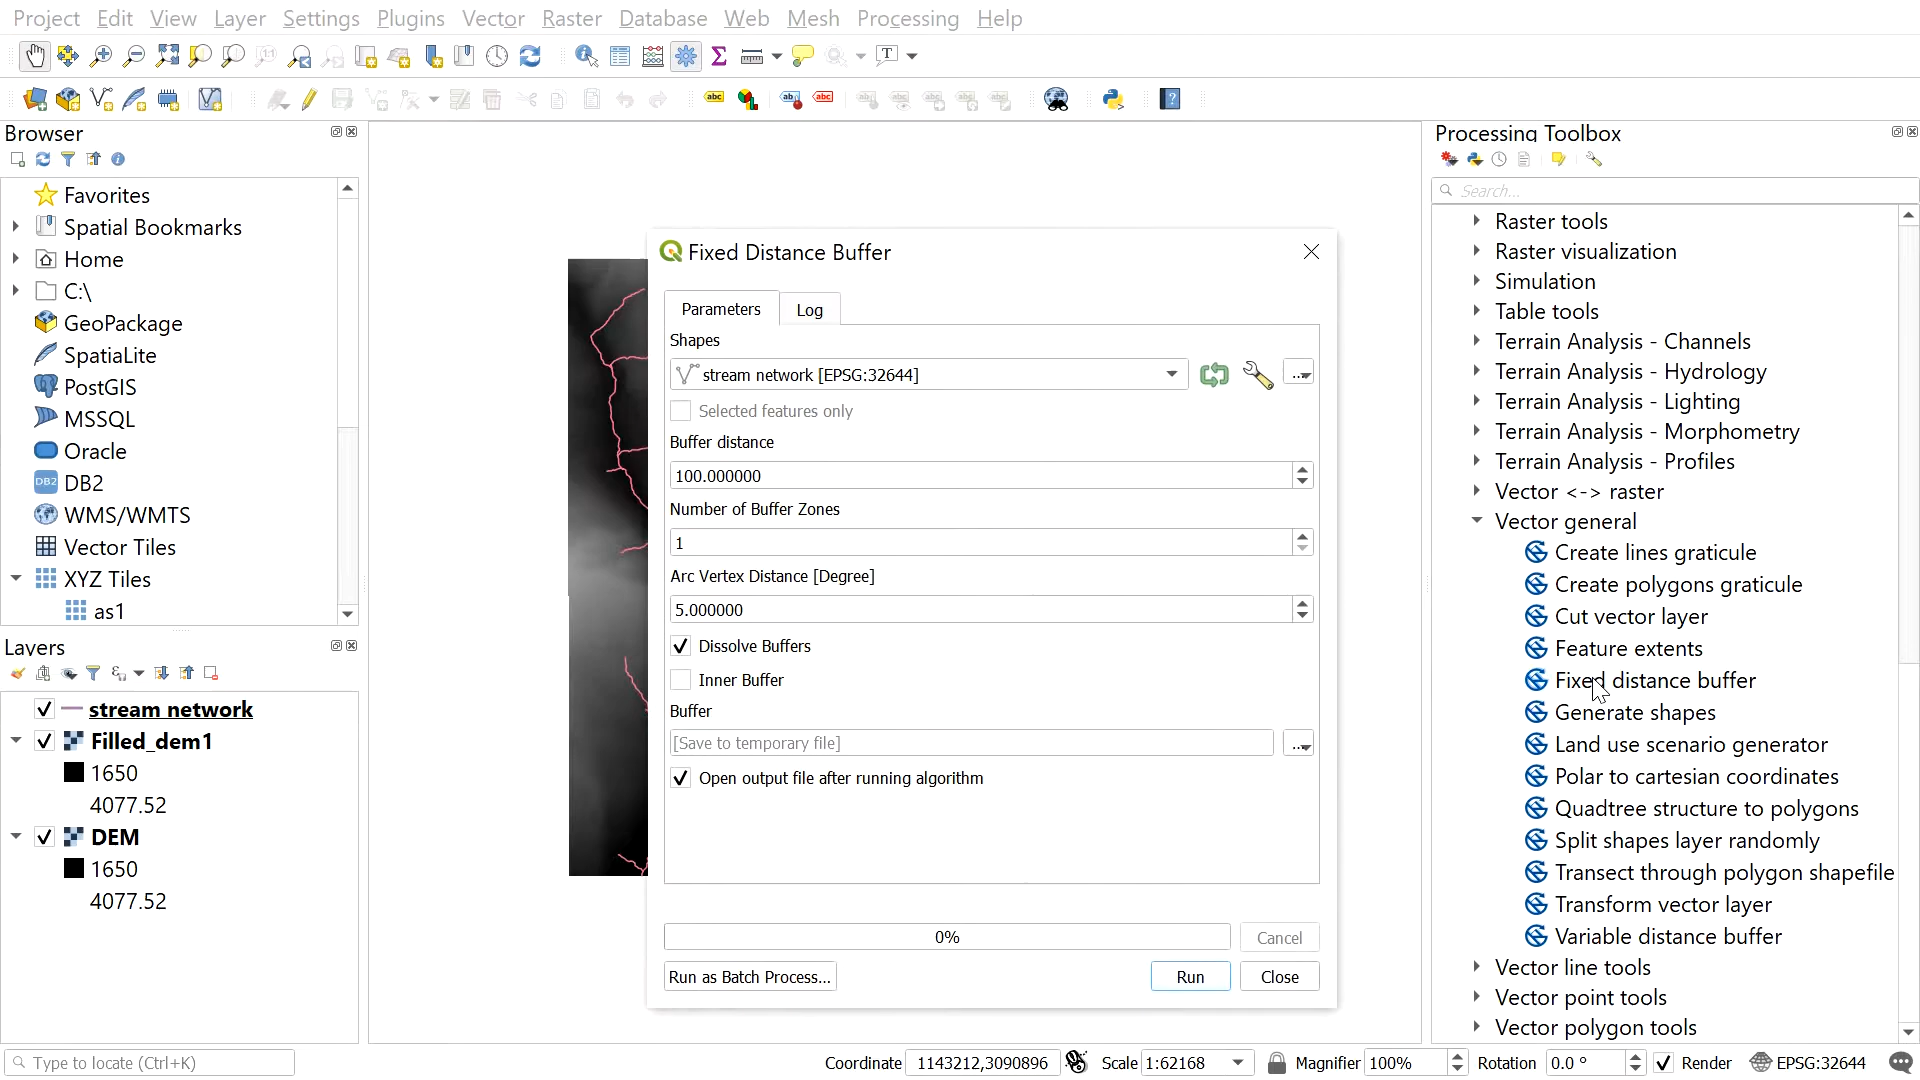 Project Edit View Layer Settings Plugins Vector Raster Database Web Mesh Processing Help
Browser
Favorites
Spatial Bookmarks
Home
C:\
GeoPackage
SpatiaLite
PostGIS
MSSQL
Oracle
DB2
WMS/WMTS
Vector Tiles
XYZ Tiles
as1
Layers
stream network
Filled_dem1
1650
4077.52
DEM
1650
4077.52
Fixed Distance Buffer
Parameters Log
Shapes
stream network [EPSG:32644]
Selected features only
Buffer distance
100.000000
Number of Buffer Zones
1
Arc Vertex Distance [Degree]
5.000000
Dissolve Buffers
Inner Buffer
Buffer
[Save to temporary file]
Open output file after running algorithm
0%
Cancel
Run as Batch Process...
Run
Close
Processing Toolbox
Search...
Raster tools
Raster visualization
Simulation
Table tools
Terrain Analysis - Channels
Terrain Analysis - Hydrology
Terrain Analysis - Lighting
Terrain Analysis - Morphometry
Terrain Analysis - Profiles
Vector <-> raster
Vector general
Create lines graticule
Create polygons graticule
Cut vector layer
Feature extents
Fixed distance buffer
Generate shapes
Land use scenario generator
Polar to cartesian coordinates
Quadtree structure to polygons
Split shapes layer randomly
Transect through polygon shapefile
Transform vector layer
Variable distance buffer
Vector line tools
Vector point tools
Vector polygon tools
Type to locate (Ctrl+K)
Coordinate 1143212,3090896 Scale 1:62168 Magnifier 100% Rotation 0.0 ° Render EPSG:32644